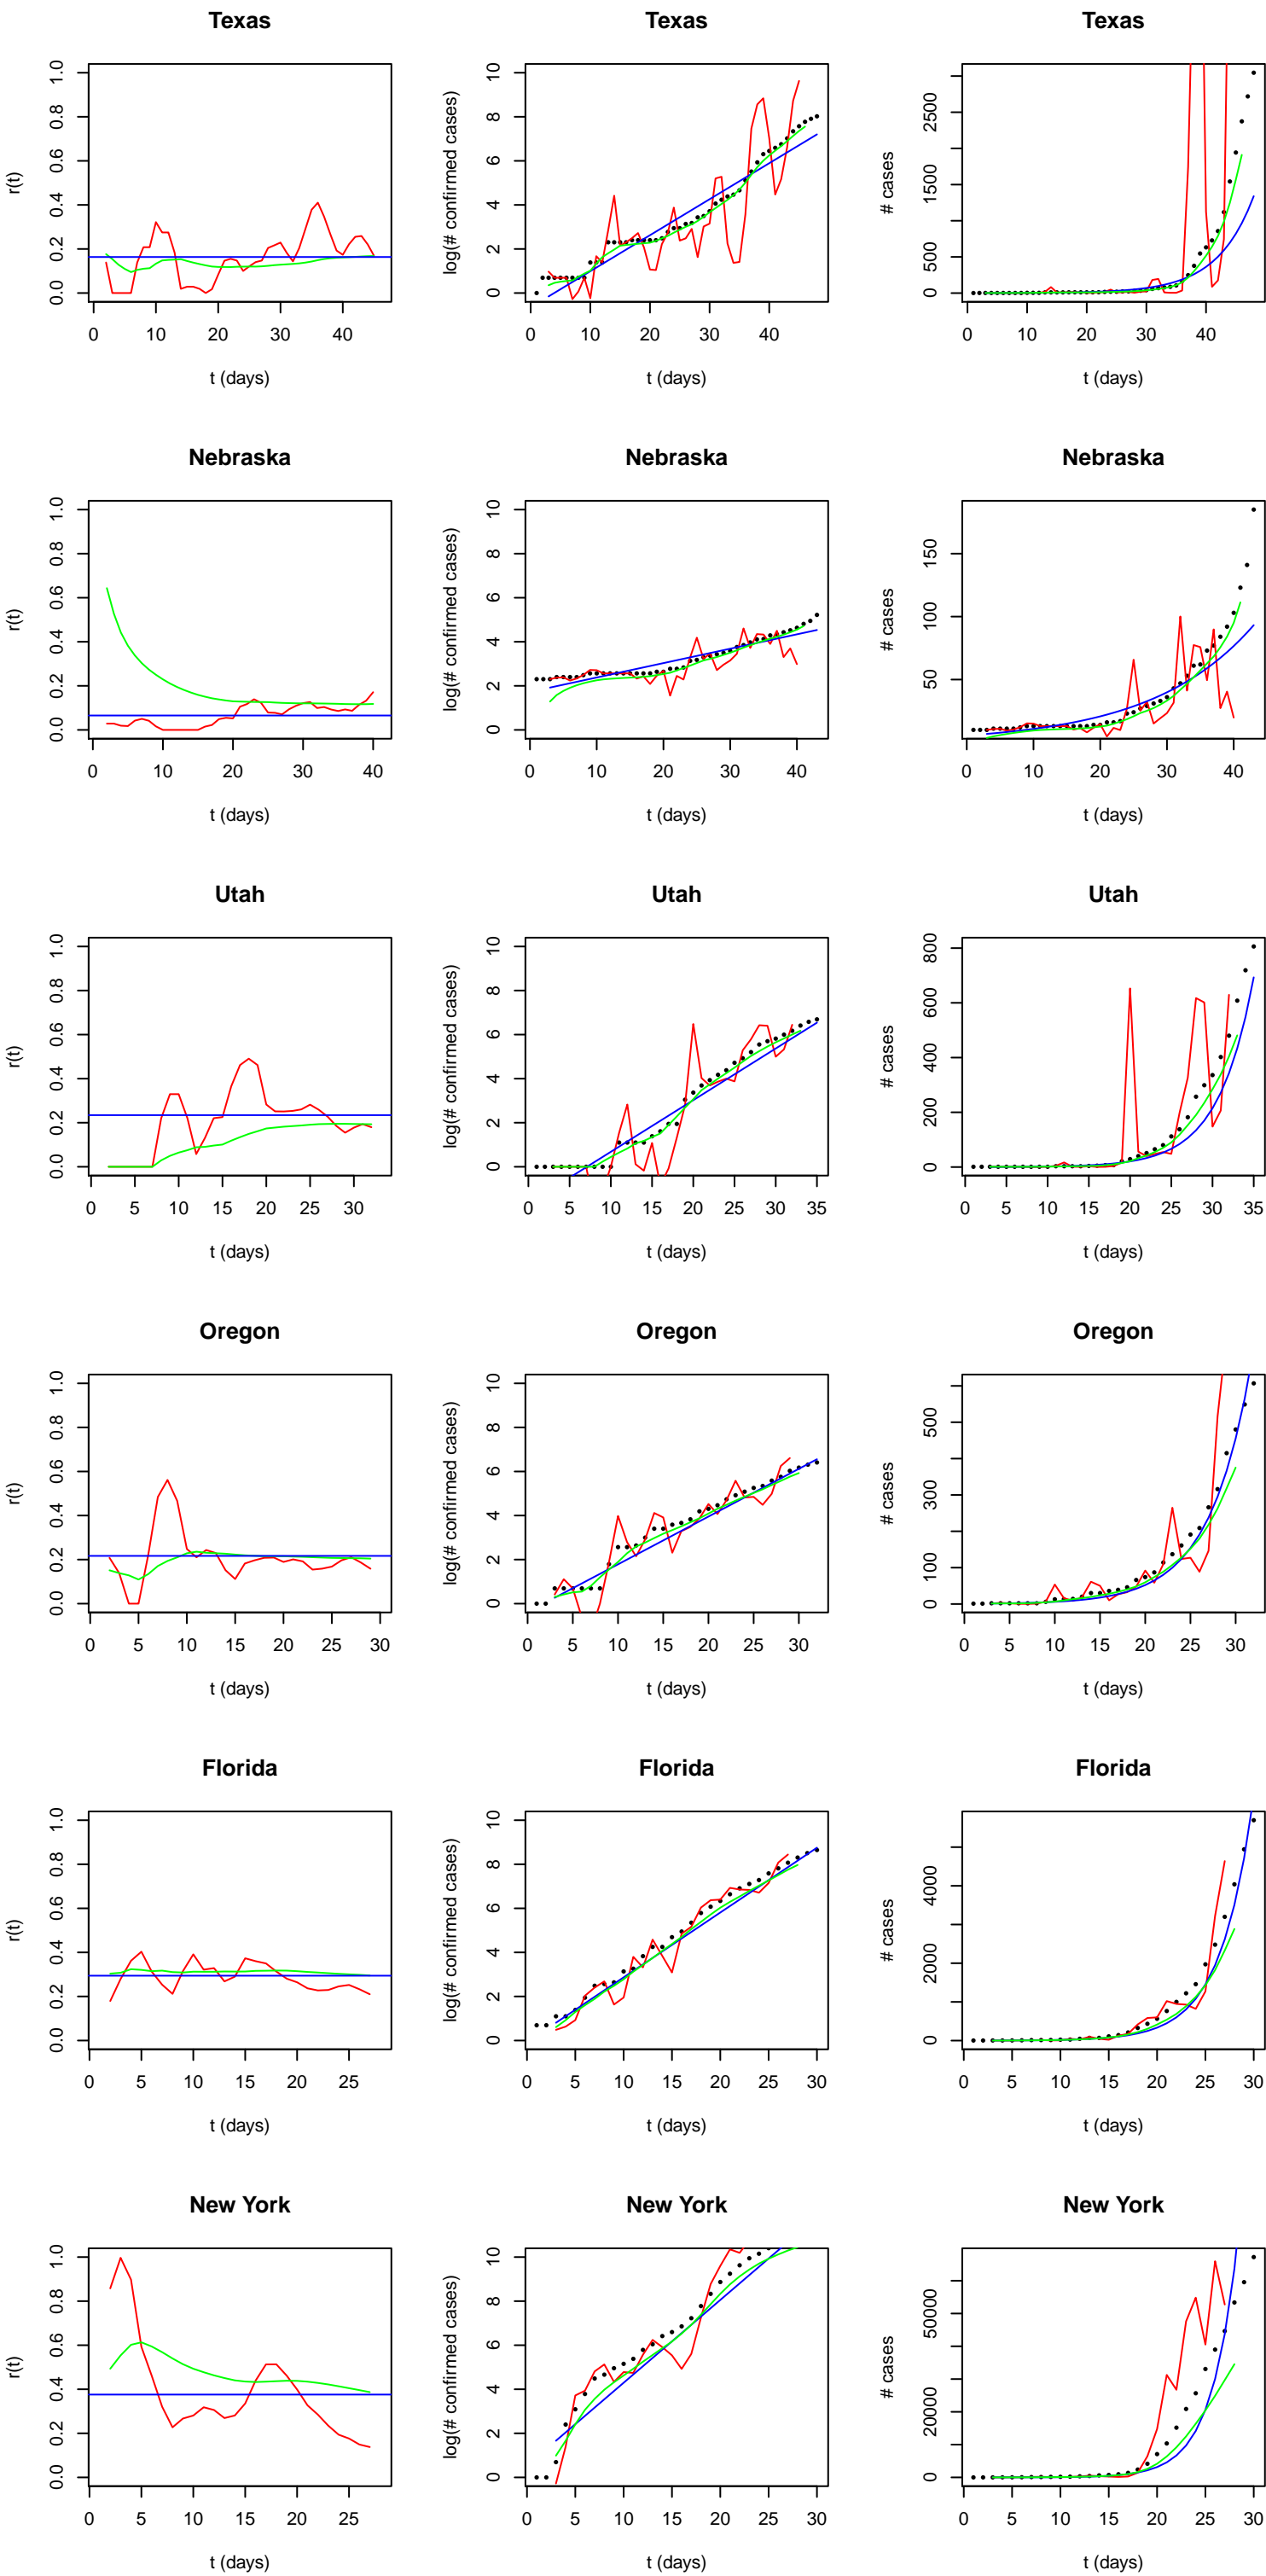 Texas
r(t)
0.0 0.2 0.4 0.6 0.8 1.0
0 10 20 30 40
t (days)
Texas
log(# confirmed cases)
0 2 4 6 8 10
0 10 20 30 40
t (days)
Texas
# cases
0 500 1500 2500
0 10 20 30 40
t (days)
Nebraska
r(t)
0.0 0.2 0.4 0.6 0.8 1.0
0 10 20 30 40
t (days)
Nebraska
log(# confirmed cases)
0 2 4 6 8 10
0 10 20 30 40
t (days)
Nebraska
# cases
50 100 150
0 10 20 30 40
t (days)
Utah
r(t)
0.0 0.2 0.4 0.6 0.8 1.0
0 5 10 15 20 25 30
t (days)
Utah
log(# confirmed cases)
0 2 4 6 8 10
0 5 10 15 20 25 30 35
t (days)
Utah
# cases
0 200 400 600 800
0 5 10 15 20 25 30 35
t (days)
Oregon
r(t)
0.0 0.2 0.4 0.6 0.8 1.0
0 5 10 15 20 25 30
t (days)
Oregon
log(# confirmed cases)
0 2 4 6 8 10
0 5 10 15 20 25 30
t (days)
Oregon
# cases
0 100 300 500
0 5 10 15 20 25 30
t (days)
Florida
r(t)
0.0 0.2 0.4 0.6 0.8 1.0
0 5 10 15 20 25
t (days)
Florida
log(# confirmed cases)
0 2 4 6 8 10
0 5 10 15 20 25 30
t (days)
Florida
# cases
0 2000 4000
0 5 10 15 20 25 30
t (days)
New York
r(t)
0.0 0.2 0.4 0.6 0.8 1.0
0 5 10 15 20 25
t (days)
New York
log(# confirmed cases)
0 2 4 6 8 10
0 5 10 15 20 25 30
t (days)
New York
# cases
0 20000 50000
0 5 10 15 20 25 30
t (days)